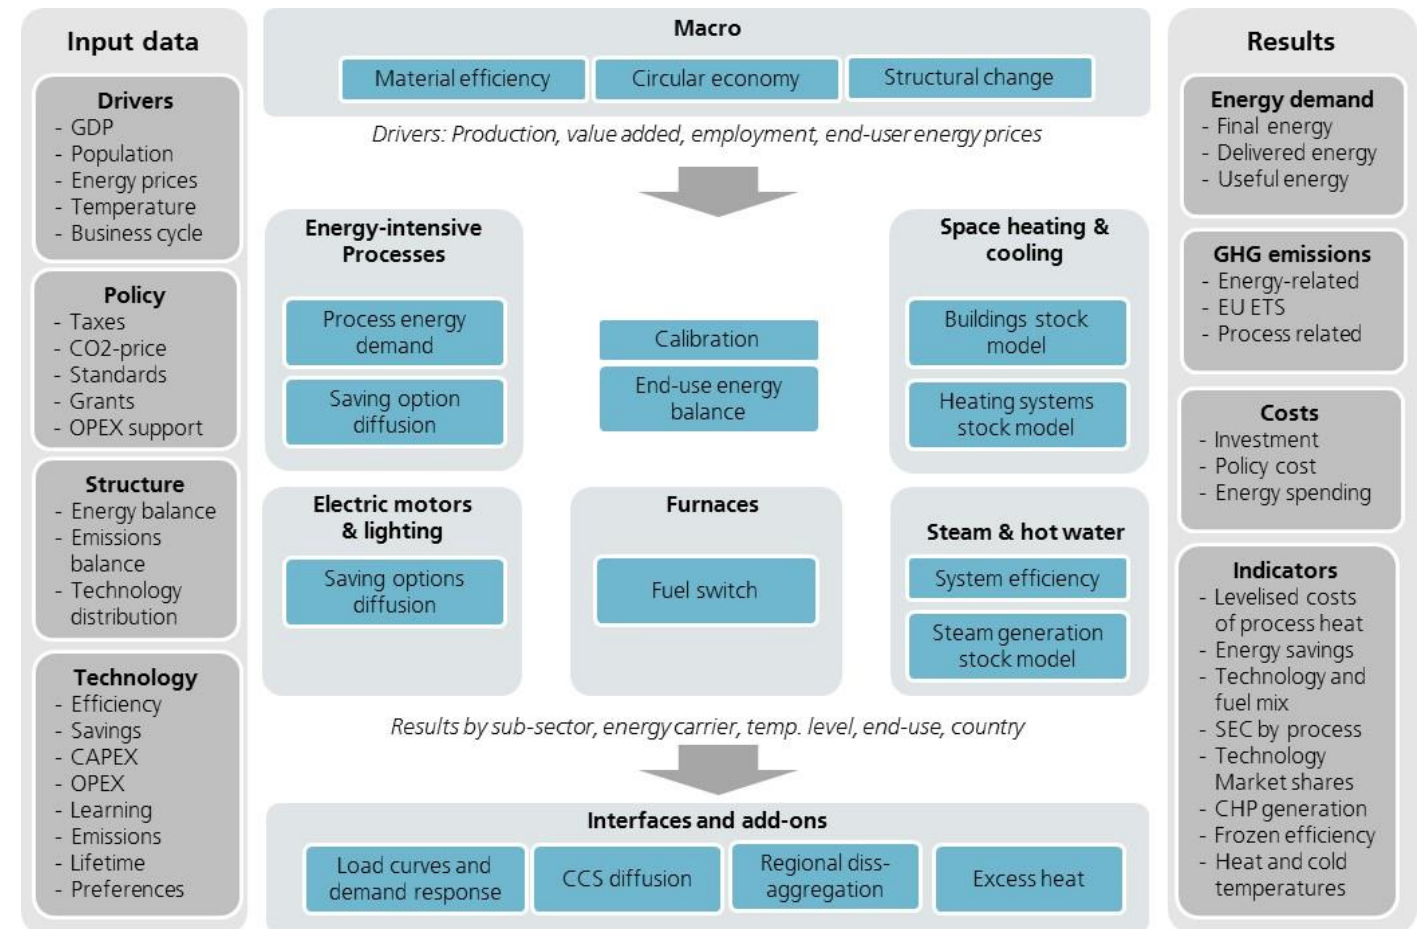 Input data
Drivers
- GDP
- Population
- Energy prices
- Temperature
- Business cycle
Policy
- Taxes
- CO2-price
- Standards
- Grants
- OPEX support
Structure
- Energy balance
- Emissions
balance
- Technology
distribution
Technology
- Efficiency
- Savings
- CAPEX
- OPEX
- Learning
- Emissions
- Lifetime
- Preferences
Macro
Material efficiency
Circular economy
Structural change
Drivers: Production, value added, employment, end-user energy prices
Energy-intensive
Processes
Process energy
demand
Saving option
diffusion
Calibration
End-use energy
balance
Space heating &
cooling
Buildings stock
model
Heating systems
stock model
Electric motors
& lighting
Saving options
diffusion
Furnaces
Fuel switch
Steam & hot water
System efficiency
Steam generation
stock model
Results by sub-sector, energy carrier, temp. level, end-use, country
Interfaces and add-ons
Load curves and
demand response
CCS diffusion
Regional diss-
aggregation
Excess heat
Results
Energy demand
- Final energy
- Delivered energy
- Useful energy
GHG emissions
- Energy-related
- EU ETS
- Process related
Costs
- Investment
- Policy cost
- Energy spending
Indicators
- Levelised costs
of process heat
- Energy savings
- Technology and
fuel mix
- SEC by process
- Technology
Market shares
- CHP generation
- Frozen efficiency
- Heat and cold
temperatures